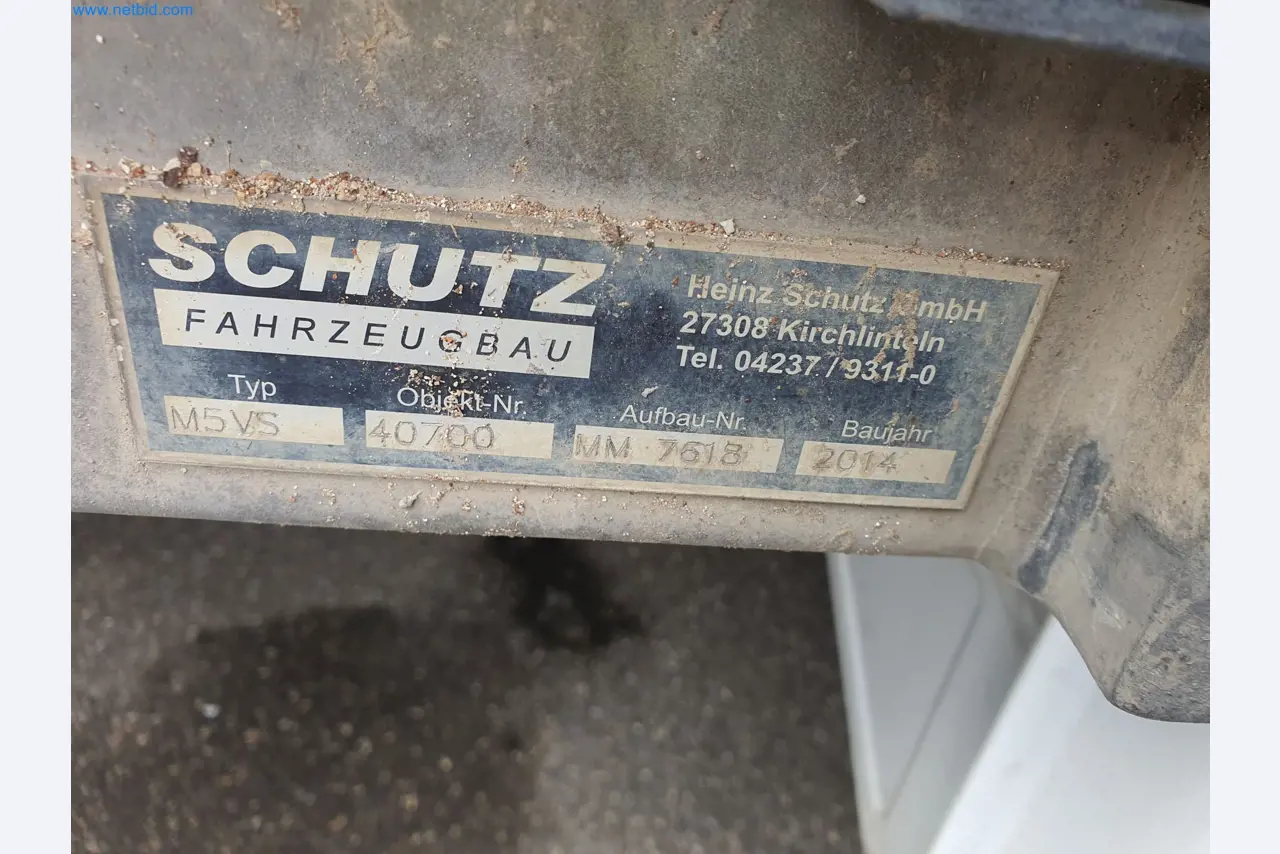 www.netbid.com
SCHUTZ
FAHRZEUGBAU
Heinz Schutz GmbH
27308 Kirchlinteln
Tel. 04237 / 9311-0
Typ Objekt-Nr. Aufbau-Nr. Baujahr
M5VS 40700 MM 7618 2014